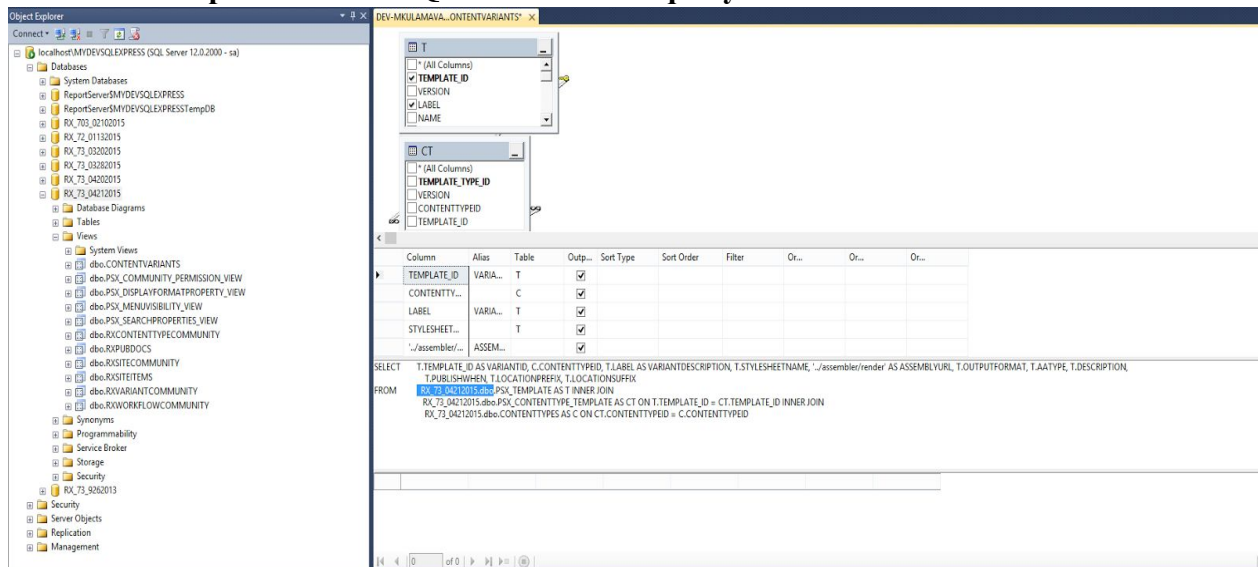 Object Explorer
Connect
localhost\MYDEVSQLEXPRESS (SQL Server 12.0.2000 - sa)
Databases
System Databases
ReportServer$MYDEVSQLEXPRESS
ReportServer$MYDEVSQLEXPRESSTempDB
RX_703_02102015
RX_72_01132015
RX_73_03202015
RX_73_03282015
RX_73_04202015
RX_73_04212015
Database Diagrams
Tables
Views
System Views
dbo.CONTENTVARIANTS
dbo.PSX_COMMUNITY_PERMISSION_VIEW
dbo.PSX_DISPLAYFORMATPROPERTY_VIEW
dbo.PSX_MENUVISIBILITY_VIEW
dbo.PSX_SEARCHPROPERTIES_VIEW
dbo.RXCONTENTTYPECOMMUNITY
dbo.RXPUBDOCS
dbo.RXSITECOMMUNITY
dbo.RXSITEITEMS
dbo.RXVARIANTCOMMUNITY
dbo.RXWORKFLOWCOMMUNITY
Synonyms
Programmability
Service Broker
Storage
Security
RX_73_9262013
Security
Server Objects
Replication
Management
DEV-MKULAMAVA...ONTENTVARIANTS*
T
* (All Columns)
TEMPLATE_ID
VERSION
LABEL
NAME
CT
* (All Columns)
TEMPLATE_TYPE_ID
VERSION
CONTENTTYPEID
TEMPLATE_ID
Column Alias Table Outp... Sort Type Sort Order Filter Or... Or... Or...
TEMPLATE_ID VARIA... T
CONTENTTY... C
LABEL VARIA... T
STYLESHEET... T
'../assembler/... ASSEM...
SELECT T.TEMPLATE_ID AS VARIANTID, C.CONTENTTYPEID, T.LABEL AS VARIANTDESCRIPTION, T.STYLESHEETNAME, '../assembler/render' AS ASSEMBLYURL, T.OUTPUTFORMAT, T.AATYPE, T.DESCRIPTION,
T.PUBLISHWHEN, T.LOCATIONPREFIX, T.LOCATIONSUFFIX
FROM RX_73_04212015.dbo.PSX_TEMPLATE AS T INNER JOIN
RX_73_04212015.dbo.PSX_CONTENTTYPE_TEMPLATE AS CT ON T.TEMPLATE_ID = CT.TEMPLATE_ID INNER JOIN
RX_73_04212015.dbo.CONTENTTYPES AS C ON CT.CONTENTTYPEID = C.CONTENTTYPEID
0 of 0